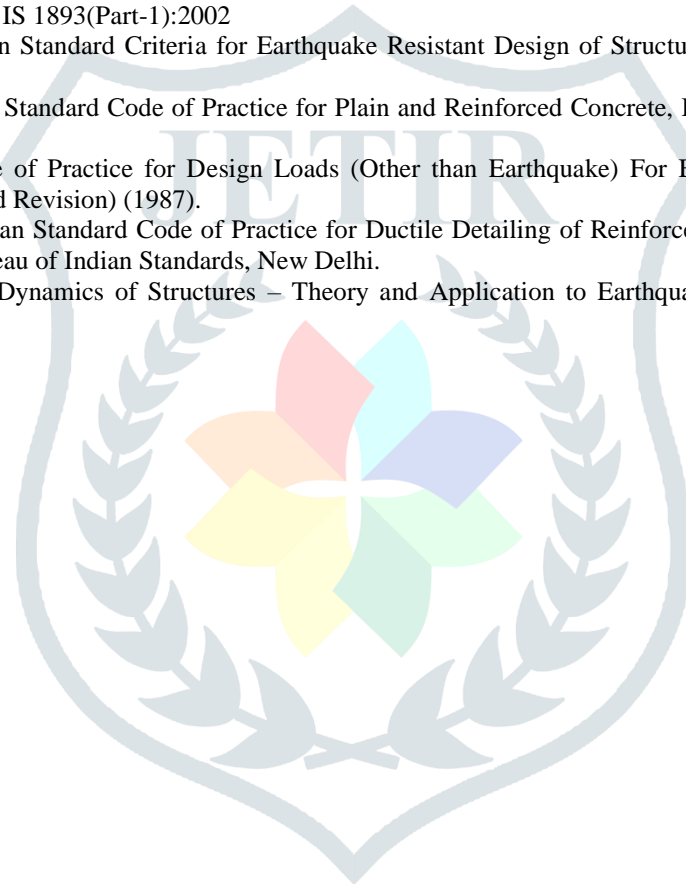 IS 1893(Part-1):2002
n Standard Criteria for Earthquake Resistant Design of Structu
Standard Code of Practice for Plain and Reinforced Concrete, I
e of Practice for Design Loads (Other than Earthquake) For B
d Revision) (1987).
an Standard Code of Practice for Ductile Detailing of Reinforce
eau of Indian Standards, New Delhi.
Dynamics of Structures – Theory and Application to Earthqua
JETIR